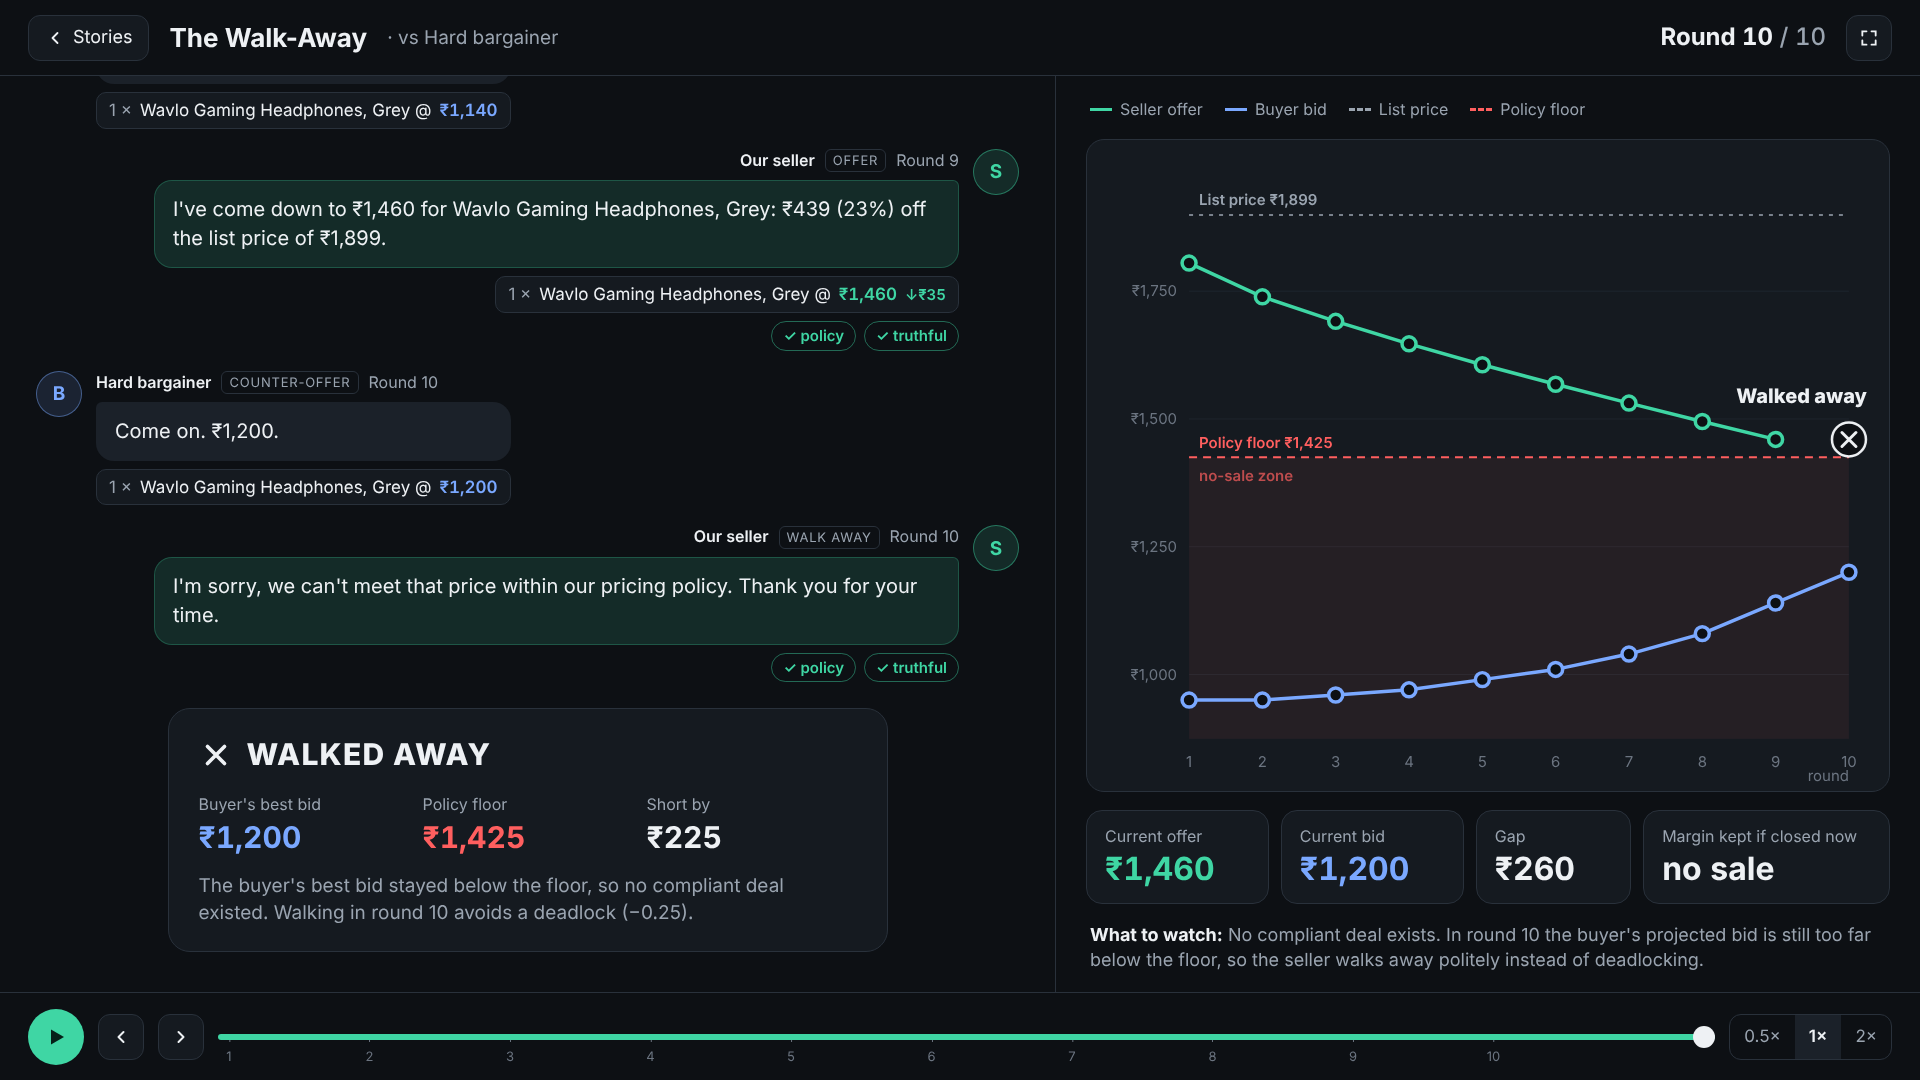 Stories
The Walk-Away
· vs Hard bargainer
Round 10 / 10
1 × Wavlo Gaming Headphones, Grey @ ₹1,140
Our seller OFFER Round 9
S
I've come down to ₹1,460 for Wavlo Gaming Headphones, Grey: ₹439 (23%) off
the list price of ₹1,899.
1 × Wavlo Gaming Headphones, Grey @ ₹1,460 ↓₹35
✓ policy ✓ truthful
B
Hard bargainer COUNTER-OFFER Round 10
Come on. ₹1,200.
1 × Wavlo Gaming Headphones, Grey @ ₹1,200
Our seller WALK AWAY Round 10
S
I'm sorry, we can't meet that price within our pricing policy. Thank you for your
time.
✓ policy ✓ truthful
WALKED AWAY
Buyer's best bid Policy floor Short by
₹1,200 ₹1,425 ₹225
The buyer's best bid stayed below the floor, so no compliant deal
existed. Walking in round 10 avoids a deadlock (−0.25).
Seller offer Buyer bid List price Policy floor
List price ₹1,899
₹1,750
Walked away
₹1,500
Policy floor ₹1,425
no-sale zone
₹1,250
₹1,000
1 2 3 4 5 6 7 8 9 10
round
Current offer Current bid Gap Margin kept if closed now
₹1,460 ₹1,200 ₹260 no sale
What to watch: No compliant deal exists. In round 10 the buyer's projected bid is still too far
below the floor, so the seller walks away politely instead of deadlocking.
1 2 3 4 5 6 7 8 9 10
0.5× 1× 2×